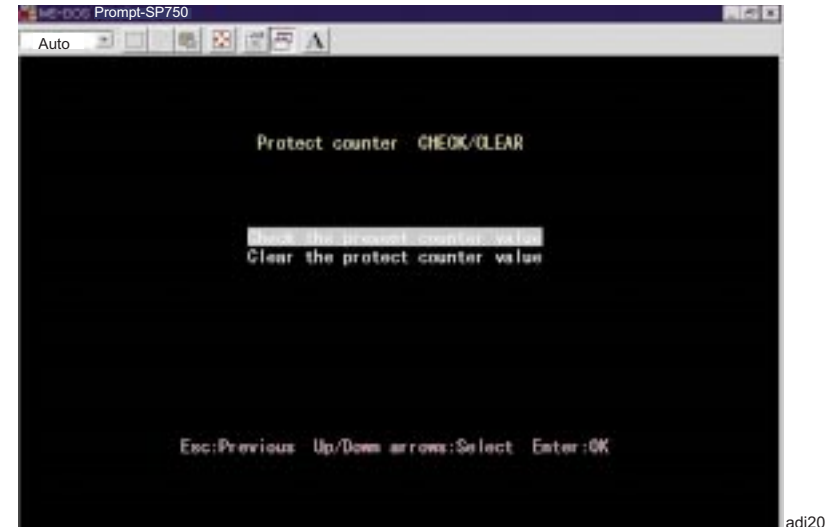 MS-DOS Prompt-SP750
Auto
A
Protect counter CHECK/CLEAR
Check the present counter value
Clear the protect counter value
Esc:Previous Up/Down arrows:Select Enter:OK
adj20